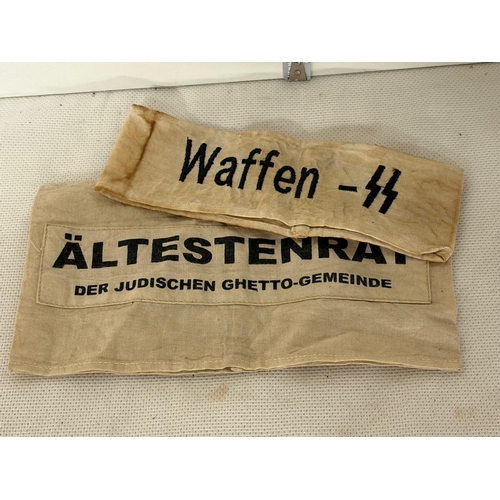 Waffen - ᛋᛋ
ÄLTESTENRAT
DER JUDISCHEN GHETTO-GEMEINDE